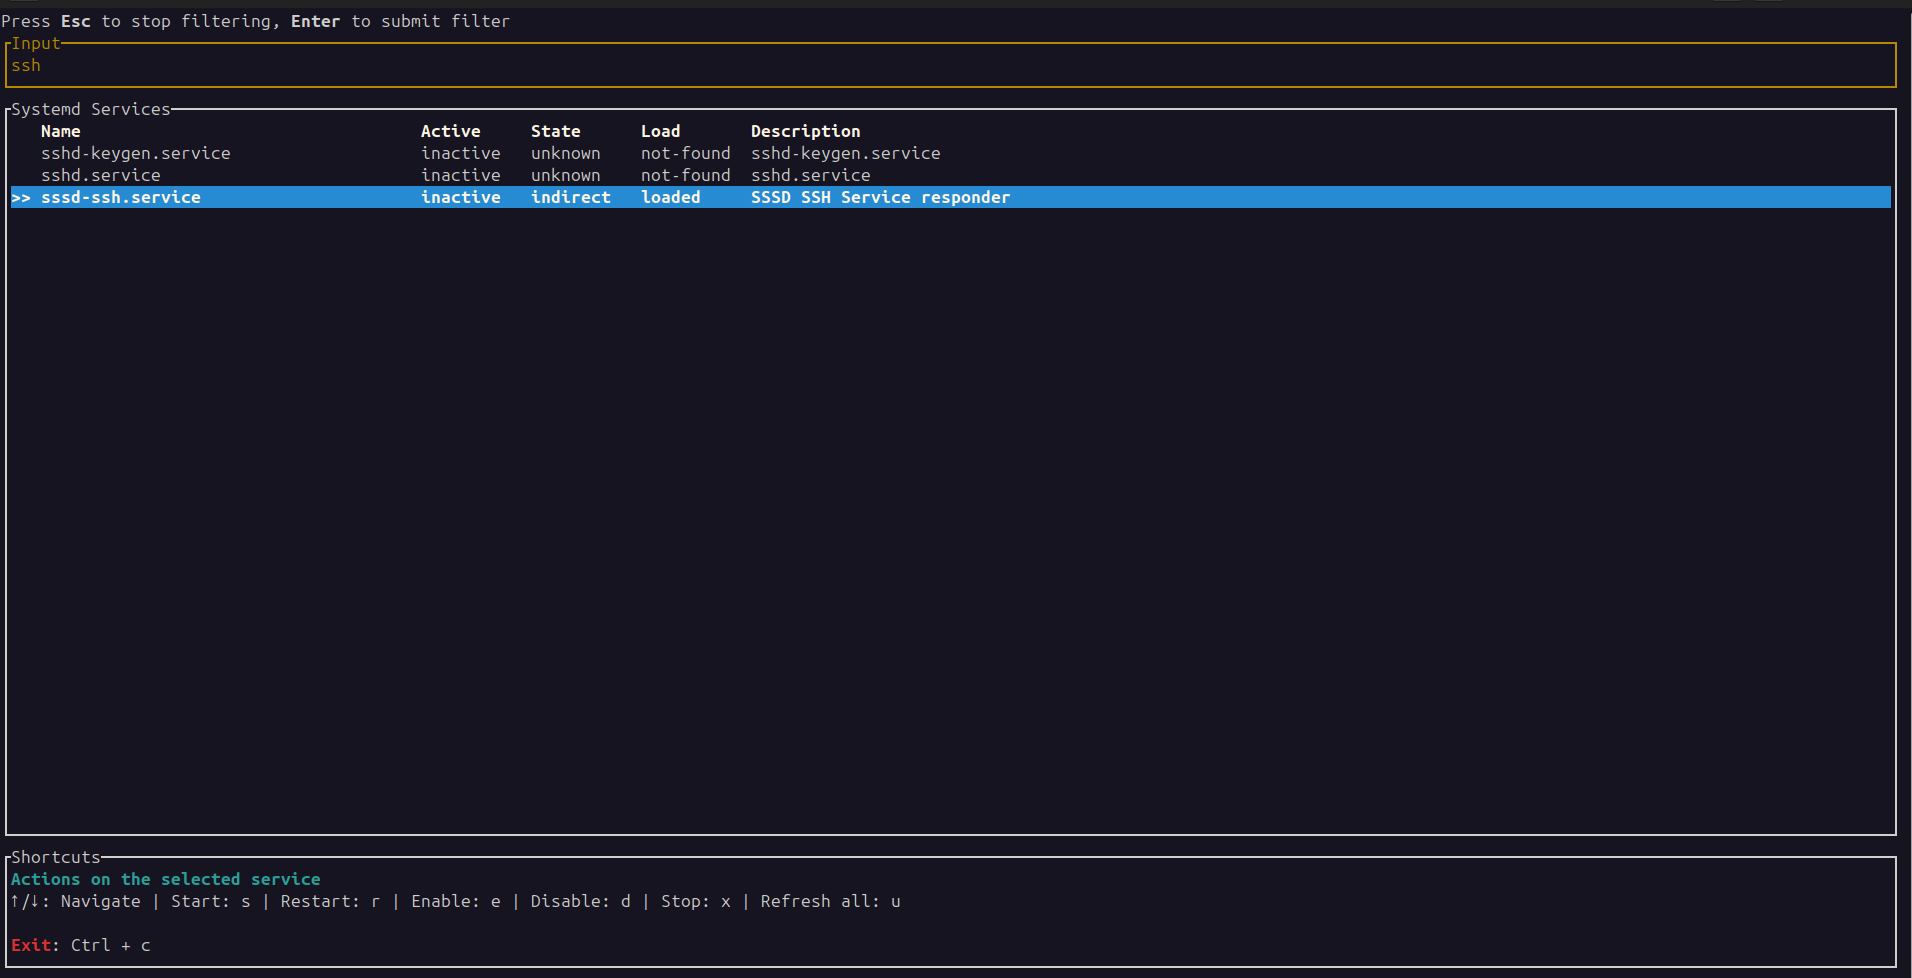 Press Esc to stop filtering, Enter to submit filter
Input
ssh
Systemd Services
Name Active State Load Description
sshd-keygen.service inactive unknown not-found sshd-keygen.service
sshd.service inactive unknown not-found sshd.service
>> sssd-ssh.service inactive indirect loaded SSSD SSH Service responder
Shortcuts
Actions on the selected service
↑/↓: Navigate | Start: s | Restart: r | Enable: e | Disable: d | Stop: x | Refresh all: u
Exit: Ctrl + c